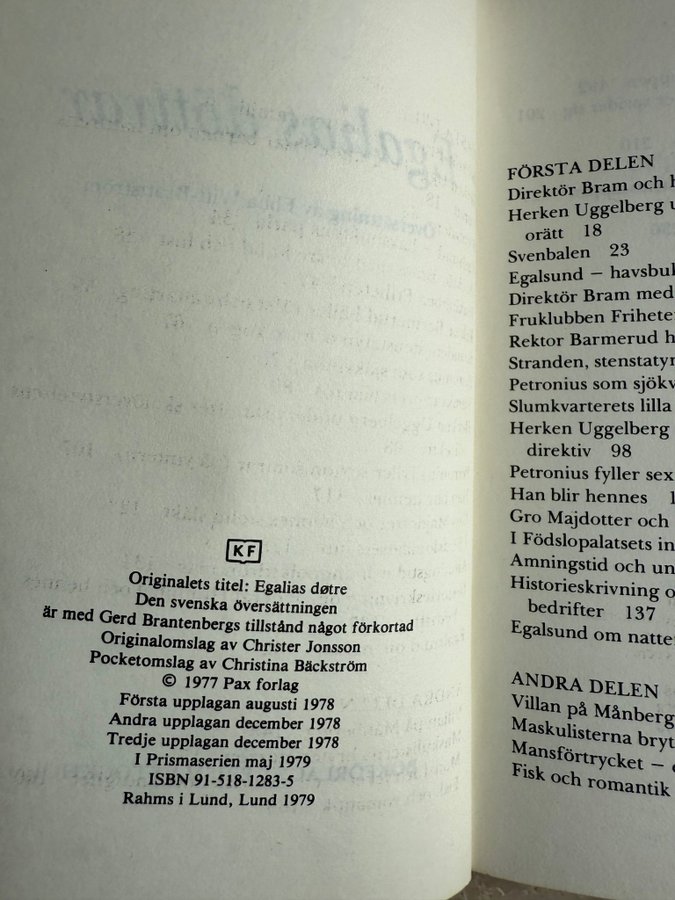 KF
Originalets titel: Egalias døtre
Den svenska översättningen
är med Gerd Brantenbergs tillstånd något förkortad
Originalomslag av Christer Jonsson
Pocketomslag av Christina Bäckström
© 1977 Pax forlag
Första upplagan augusti 1978
Andra upplagan december 1978
Tredje upplagan december 1978
I Prismaserien maj 1979
ISBN 91-518-1283-5
Rahms i Lund, Lund 1979
FÖRSTA DELEN
Direktör Bram och h
Herken Uggelberg u
orätt 18
Svenbalen 23
Egalsund – havsbuk
Direktör Bram med
Fruklubben Friheten
Rektor Barmerud h
Stranden, stenstatyn
Petronius som sjökv
Slumkvarterets lilla
Herken Uggelberg
direktiv 98
Petronius fyller sex
Han blir hennes 1
Gro Majdotter och
I Födslopalatsets in
Amningstid och un
Historieskrivning o
bedrifter 137
Egalsund om natte
ANDRA DELEN
Villan på Månberg
Maskulisterna bryt
Mansförtrycket –
Fisk och romantik